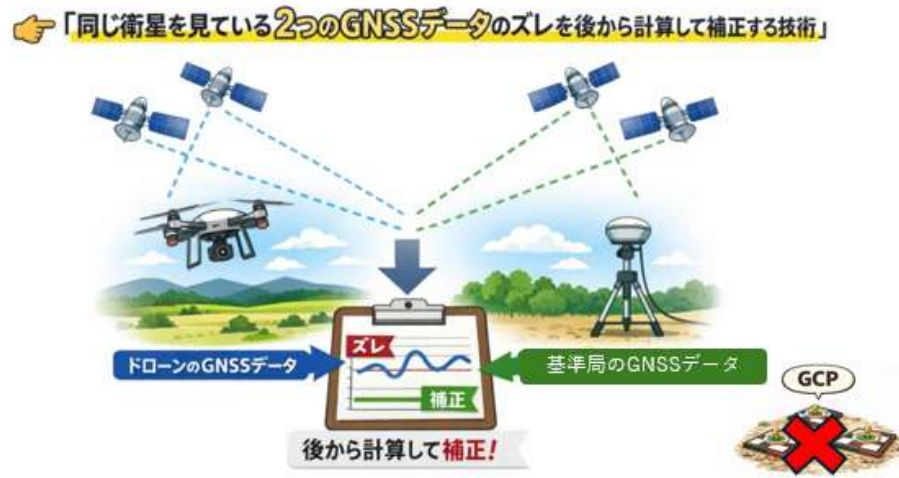 「同じ衛星を見ている2つのGNSSデータのズレを後から計算して補正する技術」
ズレ
補正
ドローンのGNSSデータ
基準局のGNSSデータ
後から計算して補正!
GCP